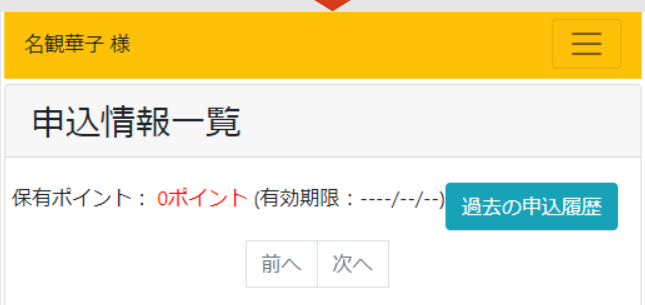 名観華子 様
申込情報一覧
保有ポイント： 0ポイント (有効期限：----/--/--) 過去の申込履歴
前へ 次へ